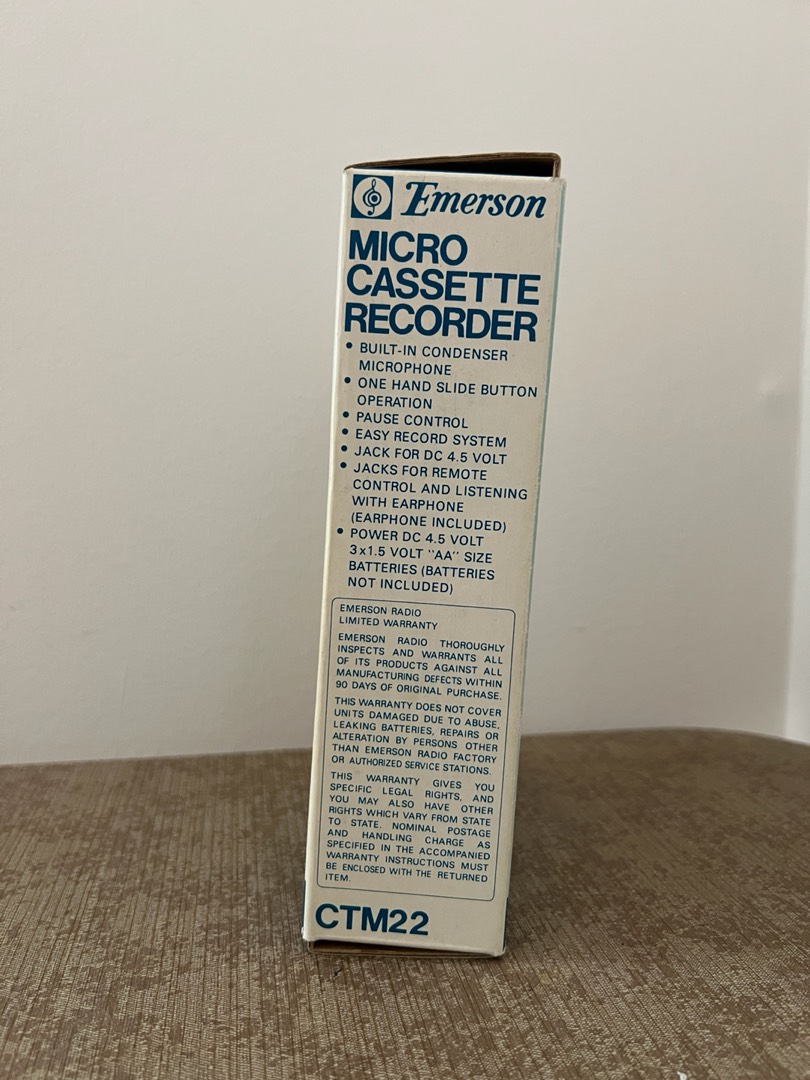 Emerson
MICRO
CASSETTE
RECORDER
• BUILT-IN CONDENSER
MICROPHONE
• ONE HAND SLIDE BUTTON
OPERATION
• PAUSE CONTROL
• EASY RECORD SYSTEM
• JACK FOR DC 4.5 VOLT
• JACKS FOR REMOTE
CONTROL AND LISTENING
WITH EARPHONE
(EARPHONE INCLUDED)
• POWER DC 4.5 VOLT
3x1.5 VOLT "AA" SIZE
BATTERIES (BATTERIES
NOT INCLUDED)
EMERSON RADIO
LIMITED WARRANTY
EMERSON RADIO THOROUGHLY
INSPECTS AND WARRANTS ALL
OF ITS PRODUCTS AGAINST ALL
MANUFACTURING DEFECTS WITHIN
90 DAYS OF ORIGINAL PURCHASE.
THIS WARRANTY DOES NOT COVER
UNITS DAMAGED DUE TO ABUSE,
LEAKING BATTERIES, REPAIRS OR
ALTERATION BY PERSONS OTHER
THAN EMERSON RADIO FACTORY
OR AUTHORIZED SERVICE STATIONS.
THIS WARRANTY GIVES YOU
SPECIFIC LEGAL RIGHTS, AND
YOU MAY ALSO HAVE OTHER
RIGHTS WHICH VARY FROM STATE
TO STATE. NOMINAL POSTAGE
AND HANDLING CHARGE AS
SPECIFIED IN THE ACCOMPANIED
WARRANTY INSTRUCTIONS MUST
BE ENCLOSED WITH THE RETURNED
ITEM.
CTM22